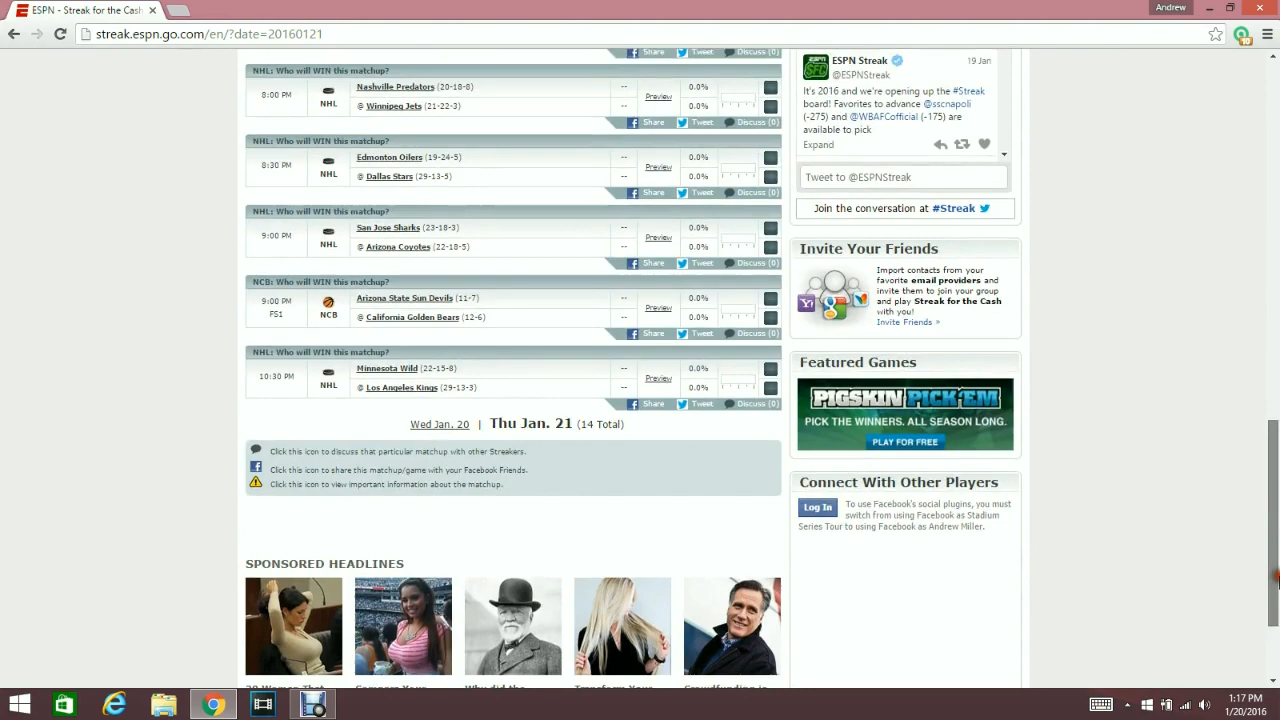 ESPN - Streak for the Cash
Andrew
streak.espn.go.com/en/?date=20160121
Share Tweet Discuss (0)
NHL: Who will WIN this matchup?
8:00 PM NHL Nashville Predators (20-18-8) -- Preview 0.0%
@ Winnipeg Jets (21-22-3) -- 0.0%
Share Tweet Discuss (0)
NHL: Who will WIN this matchup?
8:30 PM NHL Edmonton Oilers (19-24-5) -- Preview 0.0%
@ Dallas Stars (29-13-5) -- 0.0%
Share Tweet Discuss (0)
NHL: Who will WIN this matchup?
9:00 PM NHL San Jose Sharks (23-18-3) -- Preview 0.0%
@ Arizona Coyotes (22-18-5) -- 0.0%
Share Tweet Discuss (0)
NCB: Who will WIN this matchup?
9:00 PM FS1 NCB Arizona State Sun Devils (11-7) -- Preview 0.0%
@ California Golden Bears (12-6) -- 0.0%
Share Tweet Discuss (0)
NHL: Who will WIN this matchup?
10:30 PM NHL Minnesota Wild (22-15-8) -- Preview 0.0%
@ Los Angeles Kings (29-13-3) -- 0.0%
Share Tweet Discuss (0)
Wed Jan. 20 | Thu Jan. 21 (14 Total)
Click this icon to discuss that particular matchup with other Streakers.
Click this icon to share this matchup/game with your Facebook Friends.
Click this icon to view important information about the matchup.
SPONSORED HEADLINES
ESPN SFC
ESPN Streak 19 Jan
@ESPNStreak
It's 2016 and we're opening up the #Streak
board! Favorites to advance @sscnapoli
(-275) and @WBAFCofficial (-175) are
available to pick
Expand
Tweet to @ESPNStreak
Join the conversation at #Streak
Invite Your Friends
Import contacts from your
favorite email providers and
invite them to join your group
and play Streak for the Cash
with you!
Invite Friends »
Featured Games
PIGSKIN PICK'EM
PICK THE WINNERS. ALL SEASON LONG.
PLAY FOR FREE
Connect With Other Players
Log In To use Facebook's social plugins, you must
switch from using Facebook as Stadium
Series Tour to using Facebook as Andrew Miller.
1:17 PM
1/20/2016